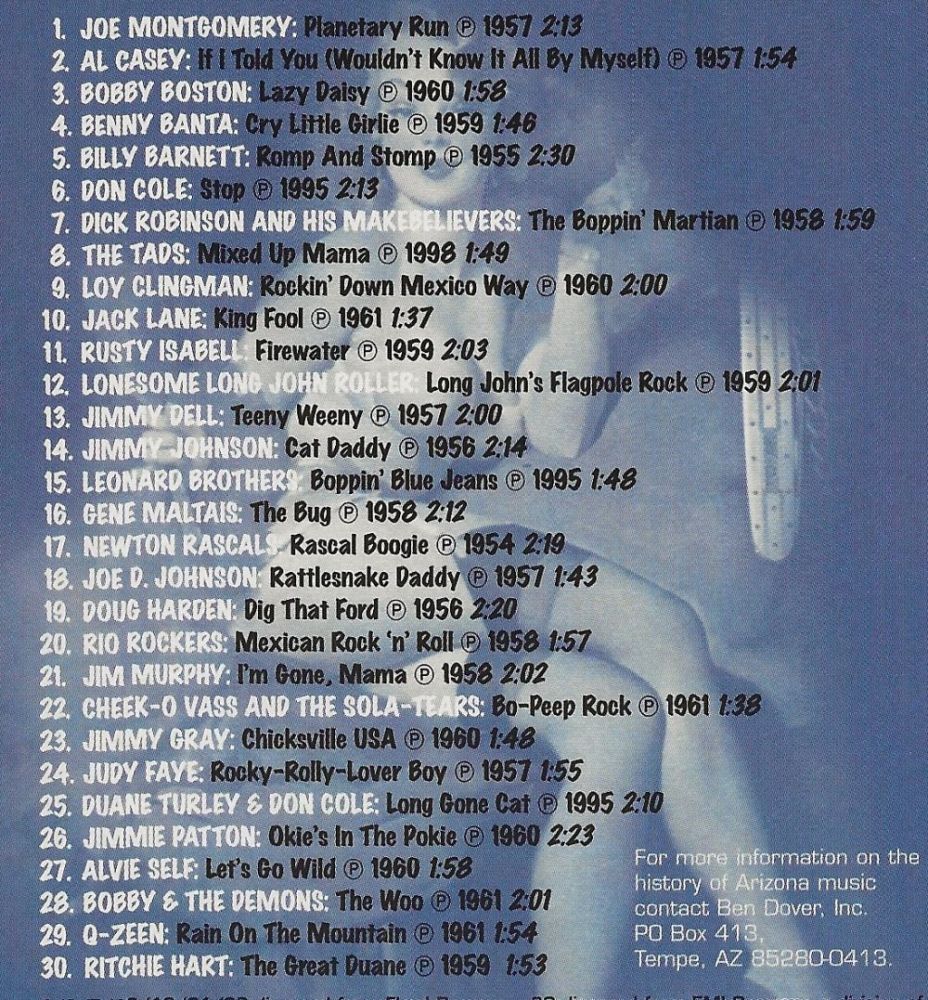 1. JOE MONTGOMERY: Planetary Run ℗ 1957 2:13
2. AL CASEY: If I Told You (Wouldn't Know It All By Myself) ℗ 1957 1:54
3. BOBBY BOSTON: Lazy Daisy ℗ 1960 1:58
4. BENNY BANTA: Cry Little Girlie ℗ 1959 1:46
5. BILLY BARNETT: Romp And Stomp ℗ 1955 2:30
6. DON COLE: Stop ℗ 1995 2:13
7. DICK ROBINSON AND HIS MAKEBELIEVERS: The Boppin' Martian ℗ 1958 1:59
8. THE TADS: Mixed Up Mama ℗ 1998 1:49
9. LOY CLINGMAN: Rockin' Down Mexico Way ℗ 1960 2:00
10. JACK LANE: King Fool ℗ 1961 1:37
11. RUSTY ISABELL: Firewater ℗ 1959 2:03
12. LONESOME LONG JOHN ROLLER: Long John's Flagpole Rock ℗ 1959 2:01
13. JIMMY DELL: Teeny Weeny ℗ 1957 2:00
14. JIMMY JOHNSON: Cat Daddy ℗ 1956 2:14
15. LEONARD BROTHERS: Boppin' Blue Jeans ℗ 1995 1:48
16. GENE MALTAIS: The Bug ℗ 1958 2:12
17. NEWTON RASCALS: Rascal Boogie ℗ 1954 2:19
18. JOE D. JOHNSON: Rattlesnake Daddy ℗ 1957 1:43
19. DOUG HARDEN: Dig That Ford ℗ 1956 2:20
20. RIO ROCKERS: Mexican Rock 'n' Roll ℗ 1958 1:57
21. JIM MURPHY: I'm Gone, Mama ℗ 1958 2:02
22. CHEEK-O VASS AND THE SOLA-TEARS: Bo-Peep Rock ℗ 1961 1:38
23. JIMMY GRAY: Chicksville USA ℗ 1960 1:48
24. JUDY FAYE: Rocky-Rolly-Lover Boy ℗ 1957 1:55
25. DUANE TURLEY & DON COLE: Long Gone Cat ℗ 1995 2:10
26. JIMMIE PATTON: Okie's In The Pokie ℗ 1960 2:23
27. ALVIE SELF: Let's Go Wild ℗ 1960 1:58
28. BOBBY & THE DEMONS: The Woo ℗ 1961 2:01
29. Q-ZEEN: Rain On The Mountain ℗ 1961 1:54
30. RITCHIE HART: The Great Duane ℗ 1959 1:53
For more information on the
history of Arizona music
contact Ben Dover, Inc.
PO Box 413,
Tempe, AZ 85280-0413.